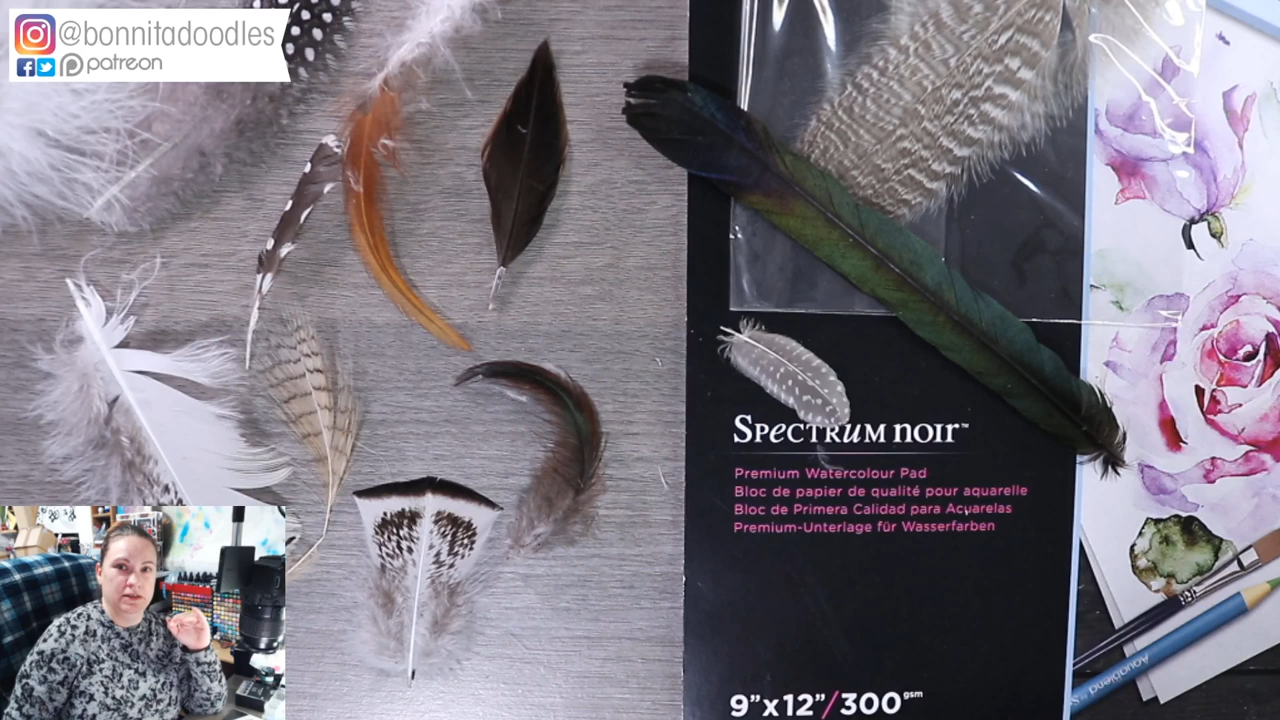 @bonnitadoodles
patreon
SPECTRUM NOIR™
Premium Watercolour Pad
Bloc de papier de qualité pour aquarelle
Bloc de Primera Calidad para Acuarelas
Premium-Unterlage für Wasserfarben
9”x12”/300gsm
Aquablend